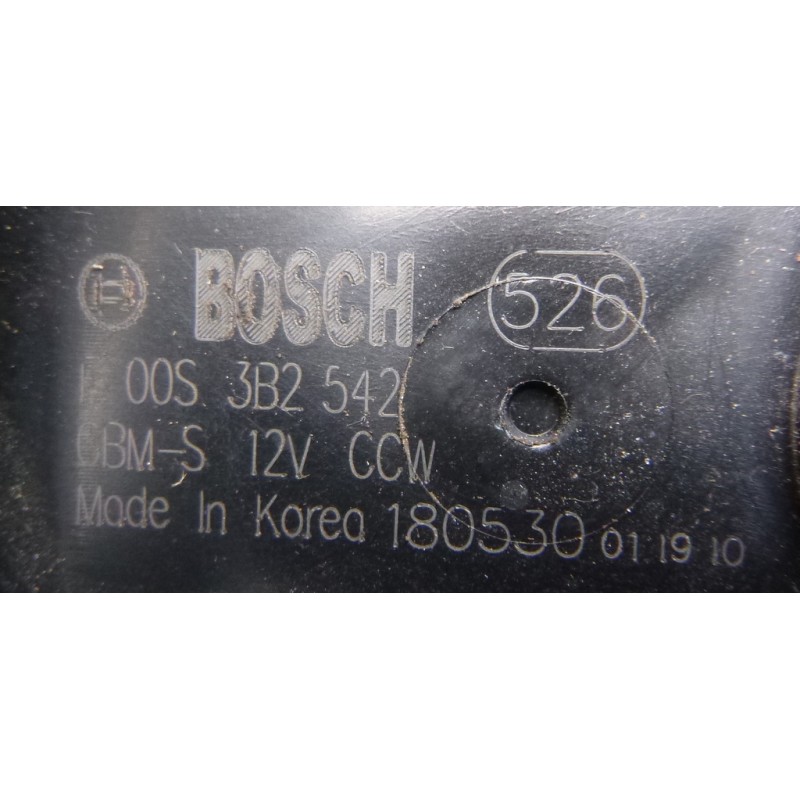 BOSCH 526
F 00S 3B2 542
CBM-S 12V CCW
Made In Korea 180530 01 19 10